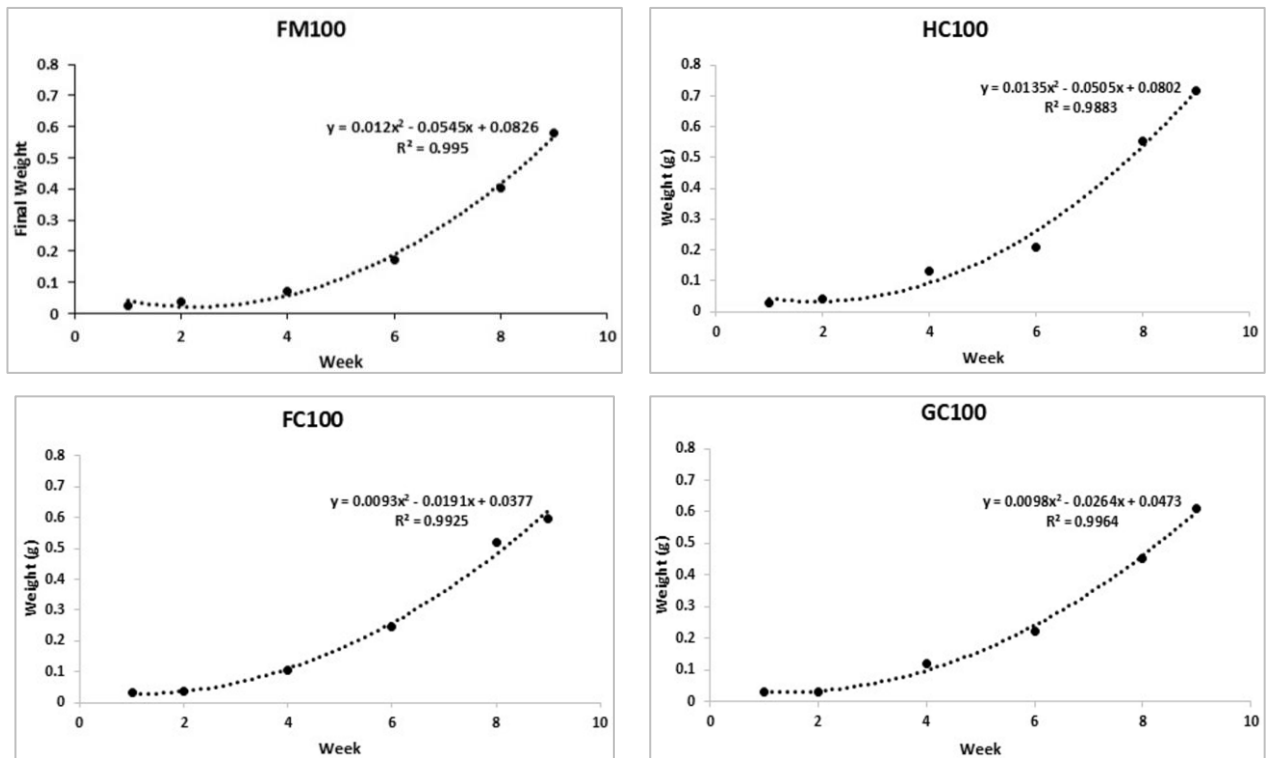 FM100
0.8
0.7
0.6
0.5
0.4
0.3
0.2
0.1
0
Final Weight
y = 0.012x² - 0.0545x + 0.0826
R² = 0.995
0 2 4 6 8 10
Week
HC100
0.8
0.7
0.6
0.5
0.4
0.3
0.2
0.1
0
Weight (g)
y = 0.0135x² - 0.0505x + 0.0802
R² = 0.9883
0 2 4 6 8 10
Week
FC100
0.8
0.7
0.6
0.5
0.4
0.3
0.2
0.1
0
Weight (g)
y = 0.0093x² - 0.0191x + 0.0377
R² = 0.9925
0 2 4 6 8 10
Week
GC100
0.8
0.7
0.6
0.5
0.4
0.3
0.2
0.1
0
Weight (g)
y = 0.0098x² - 0.0264x + 0.0473
R² = 0.9964
0 2 4 6 8 10
Week